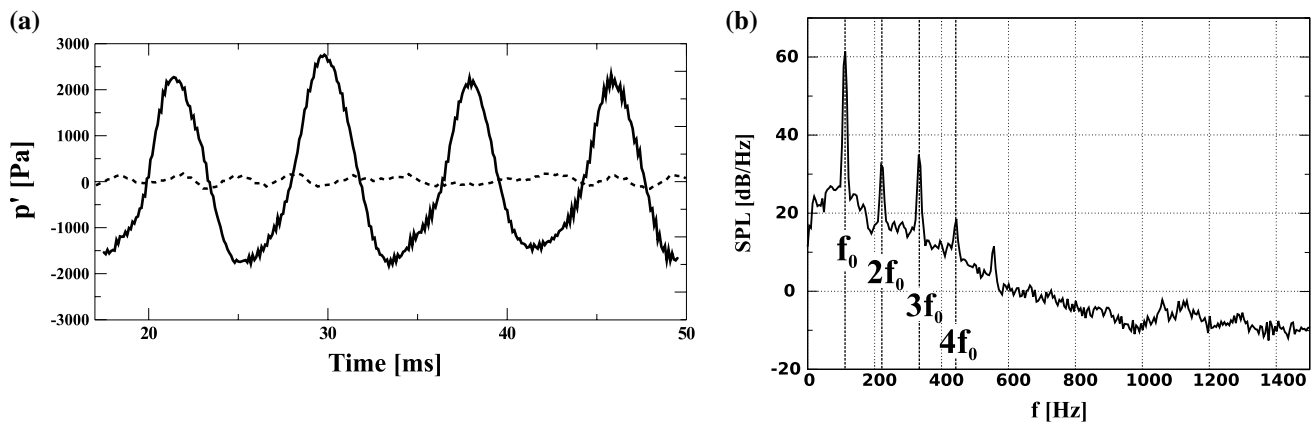 (a)
3000
2000
1000
0
-1000
-2000
-3000
p' [Pa]
20 30 40 50
Time [ms]
(b)
60
40
20
0
-20
SPL [dB/Hz]
f₀
2f₀
3f₀
4f₀
0 200 400 600 800 1000 1200 1400
f [Hz]